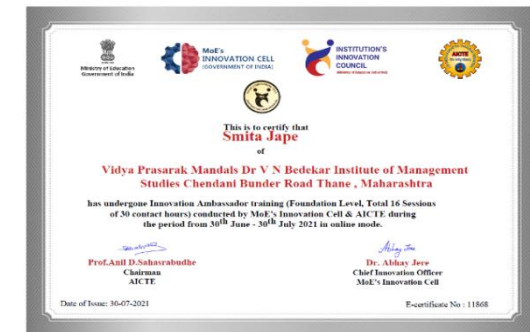 Ministry of Education
Government of India
MoE's
INNOVATION CELL
(GOVERNMENT OF INDIA)
INSTITUTION'S
INNOVATION
COUNCIL
AICTE
This is to certify that
Smita Jape
of
Vidya Prasarak Mandals Dr V N Bedekar Institute of Management
Studies Chendani Bunder Road Thane , Maharashtra
has undergone Innovation Ambassador training (Foundation Level, Total 16 Sessions
of 30 contact hours) conducted by MoE's Innovation Cell & AICTE during
the period from 30th June - 30th July 2021 in online mode.
Prof.Anil D.Sahasrabudhe
Chairman
AICTE
Abhay Jere
Dr. Abhay Jere
Chief Innovation Officer
MoE's Innovation Cell
Date of Issue: 30-07-2021
E-certificate No : 11868